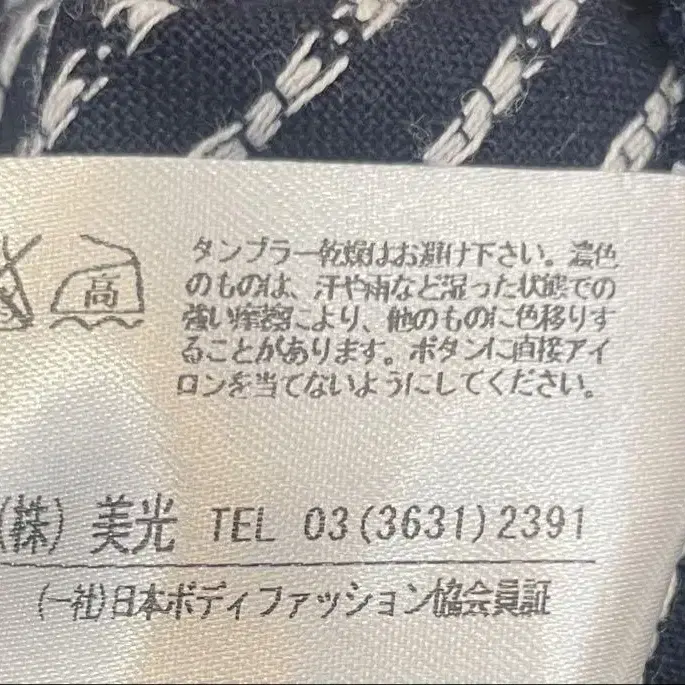 高
タンブラー乾燥はお避け下さい。濃色
のものは、汗や雨など湿った状態での
強い摩擦により、他のものに色移りす
ることがあります。ボタンに直接アイ
ロンを当てないようにしてください。
(株) 美光 TEL 03(3631)2391
(一社)日本ボディファッション協会員証